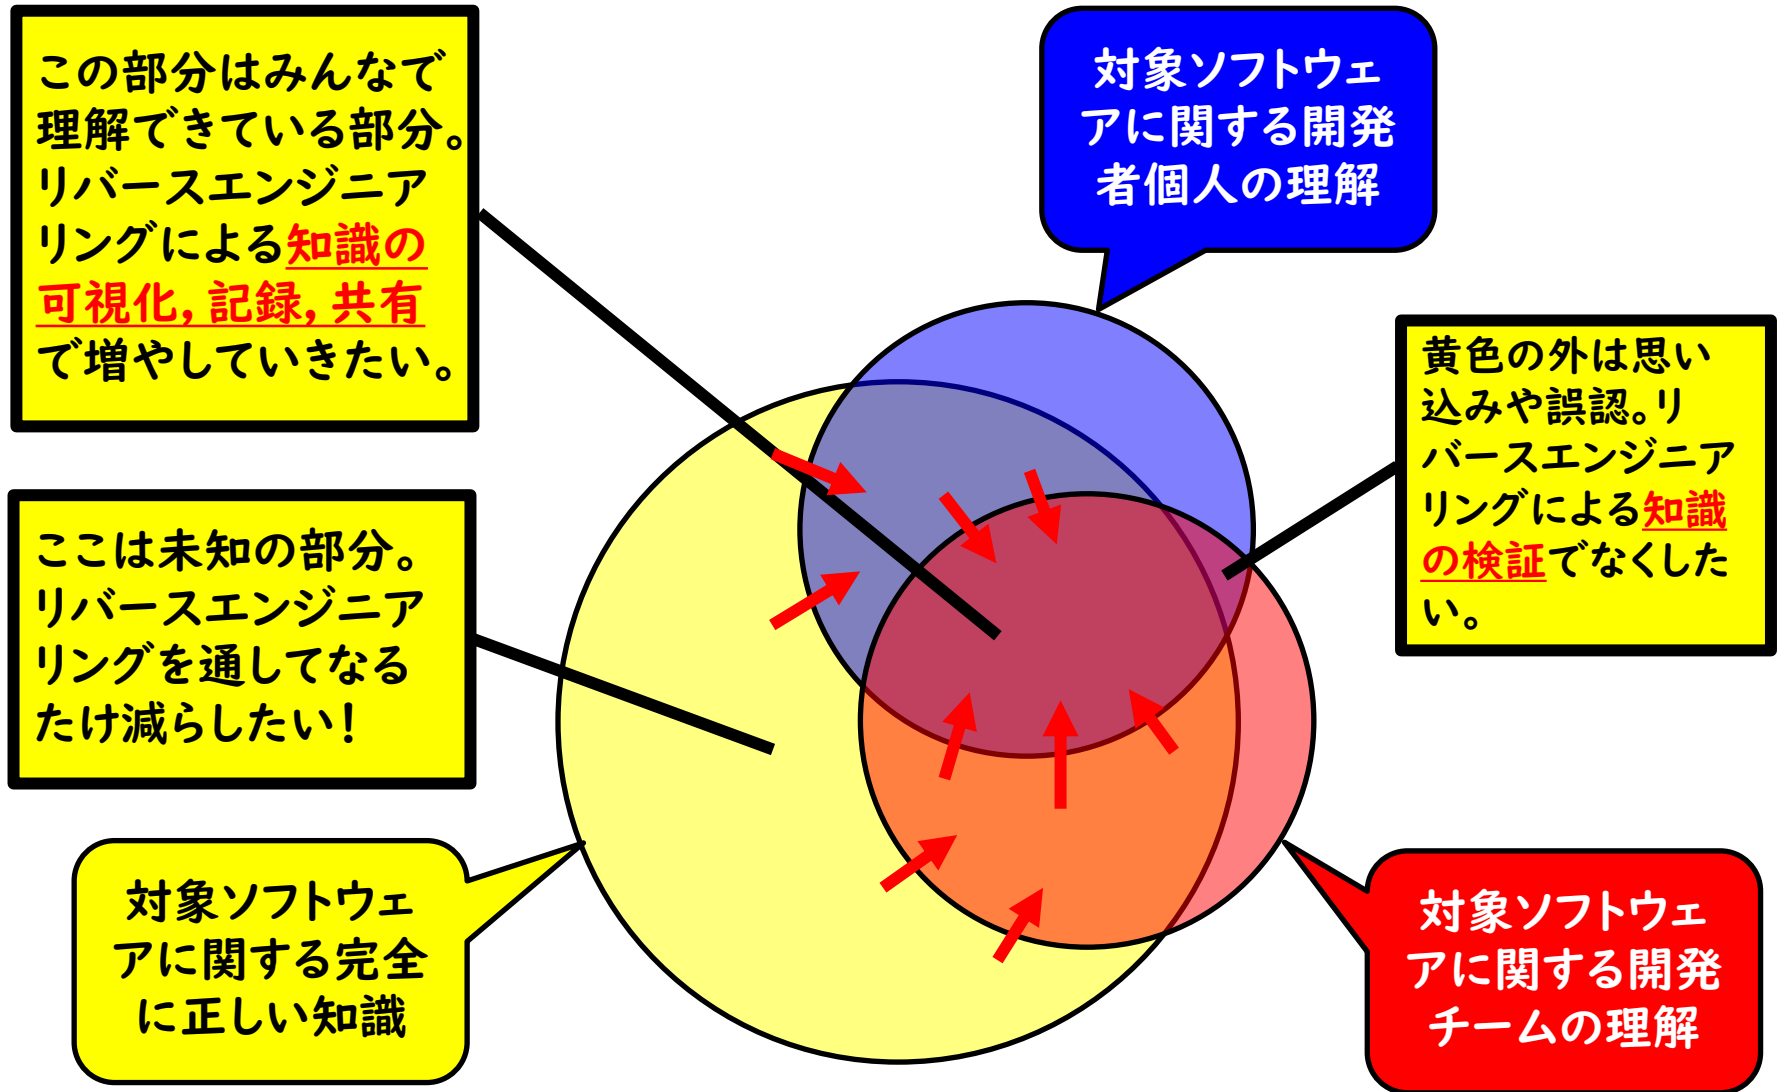 この部分はみんなで
理解できている部分。
リバースエンジニア
リングによる知識の
可視化，記録，共有
で増やしていきたい。
対象ソフトウェ
アに関する開発
者個人の理解
黄色の外は思い
込みや誤認。リ
バースエンジニア
リングによる知識
の検証でなくした
い。
ここは未知の部分。
リバースエンジニア
リングを通してなる
たけ減らしたい！
対象ソフトウェ
アに関する完全
に正しい知識
対象ソフトウェ
アに関する開発
チームの理解